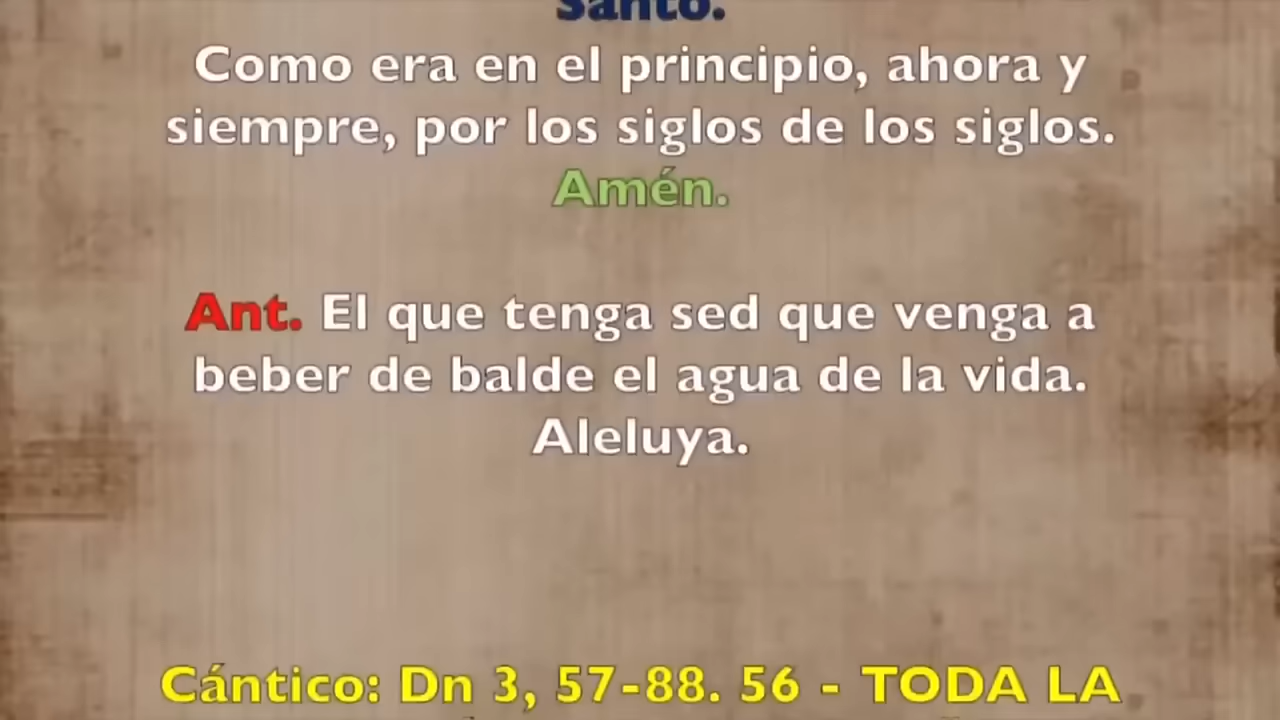 Santo.
Como era en el principio, ahora y
siempre, por los siglos de los siglos.
Amén.
Ant. El que tenga sed que venga a
beber de balde el agua de la vida.
Aleluya.
Cántico: Dn 3, 57-88. 56 - TODA LA